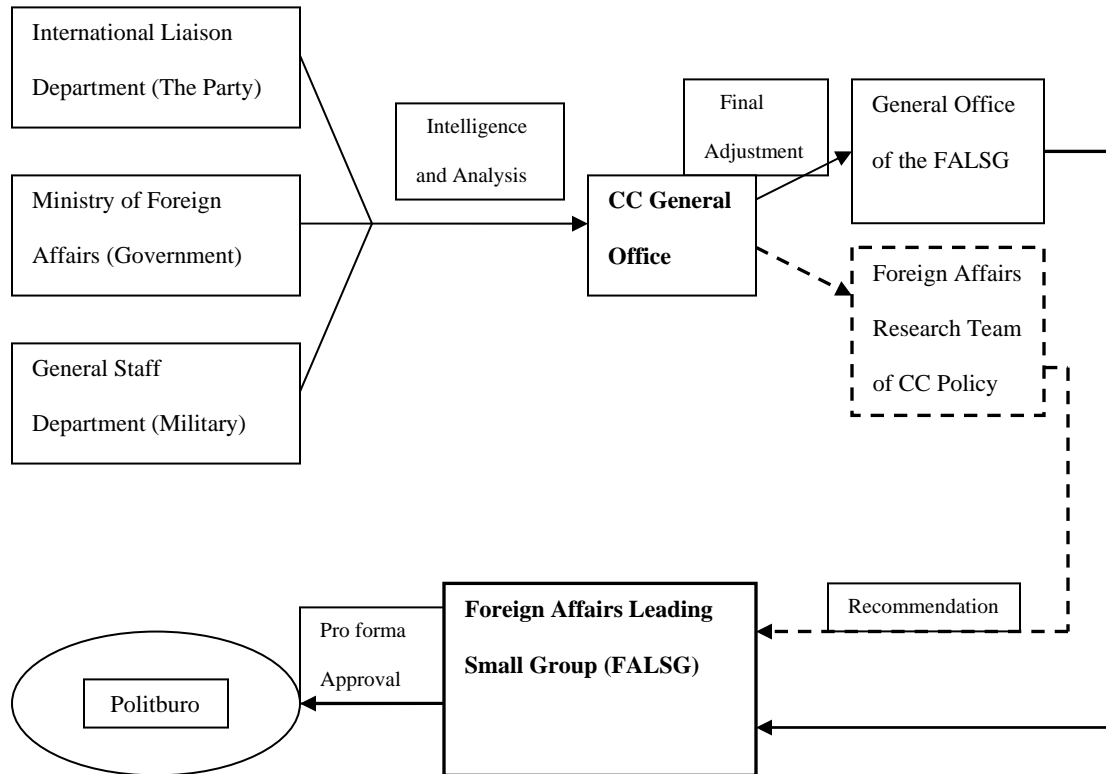 International Liaison
Department (The Party)
Ministry of Foreign
Affairs (Government)
General Staff
Department (Military)
Intelligence
and Analysis
CC General
Office
Final
Adjustment
General Office
of the FALSG
Foreign Affairs
Research Team
of CC Policy
Recommendation
Foreign Affairs Leading
Small Group (FALSG)
Pro forma
Approval
Politburo